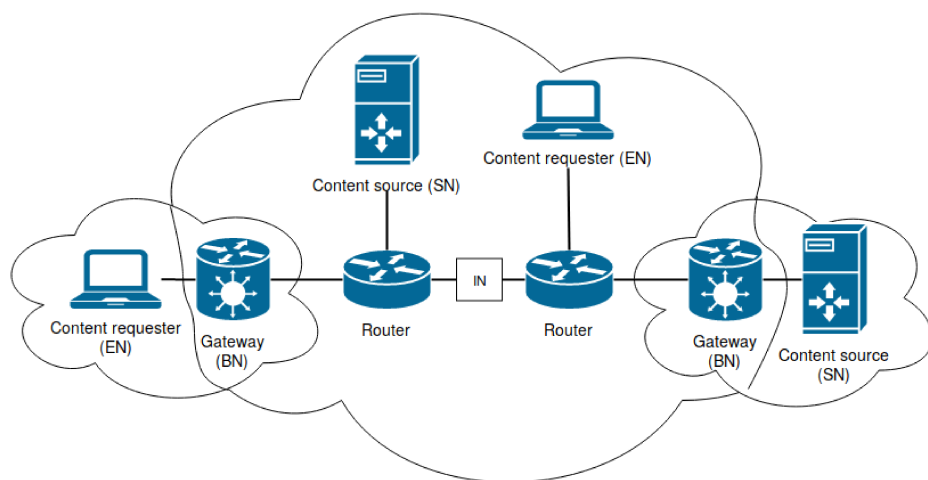 Content source (SN)
Content requester (EN)
IN
Content requester
(EN)
Gateway
(BN)
Router
Router
Gateway
(BN)
Content source
(SN)